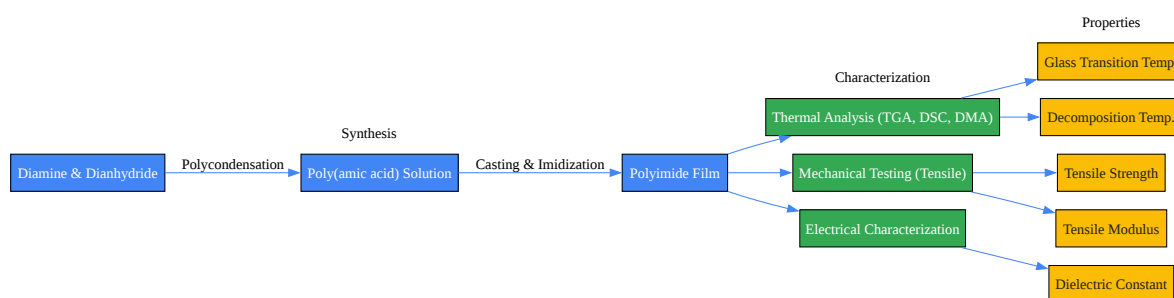 Properties
Glass Transition Temp
Characterization
Thermal Analysis (TGA, DSC, DMA)
Decomposition Temp.
Synthesis
Diamine & Dianhydride
Polycondensation
Poly(amic acid) Solution
Casting & Imidization
Polyimide Film
Mechanical Testing (Tensile)
Tensile Strength
Electrical Characterization
Tensile Modulus
Dielectric Constant